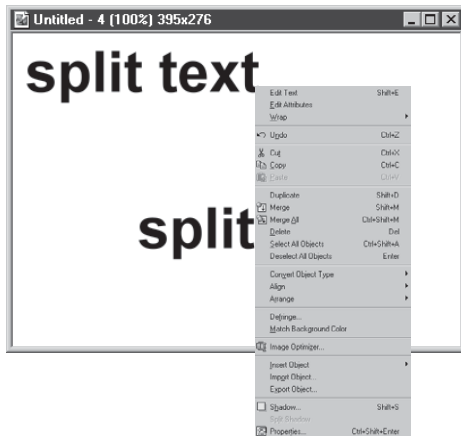 Untitled - 4 (100%) 395x276
split text
split
Edit Text Shift+E
Edit Attributes
Wrap
Undo Ctrl+Z
Cut Ctrl+X
Copy Ctrl+C
Paste Ctrl+V
Duplicate Shift+D
Merge Shift+M
Merge All Ctrl+Shift+M
Delete Del
Select All Objects Ctrl+Shift+A
Deselect All Objects Enter
Convert Object Type
Align
Arrange
Defringe...
Match Background Color
Image Optimizer...
Insert Object
Import Object...
Export Object...
Shadow... Shift+S
Split Shadow
Properties... Ctrl+Shift+Enter